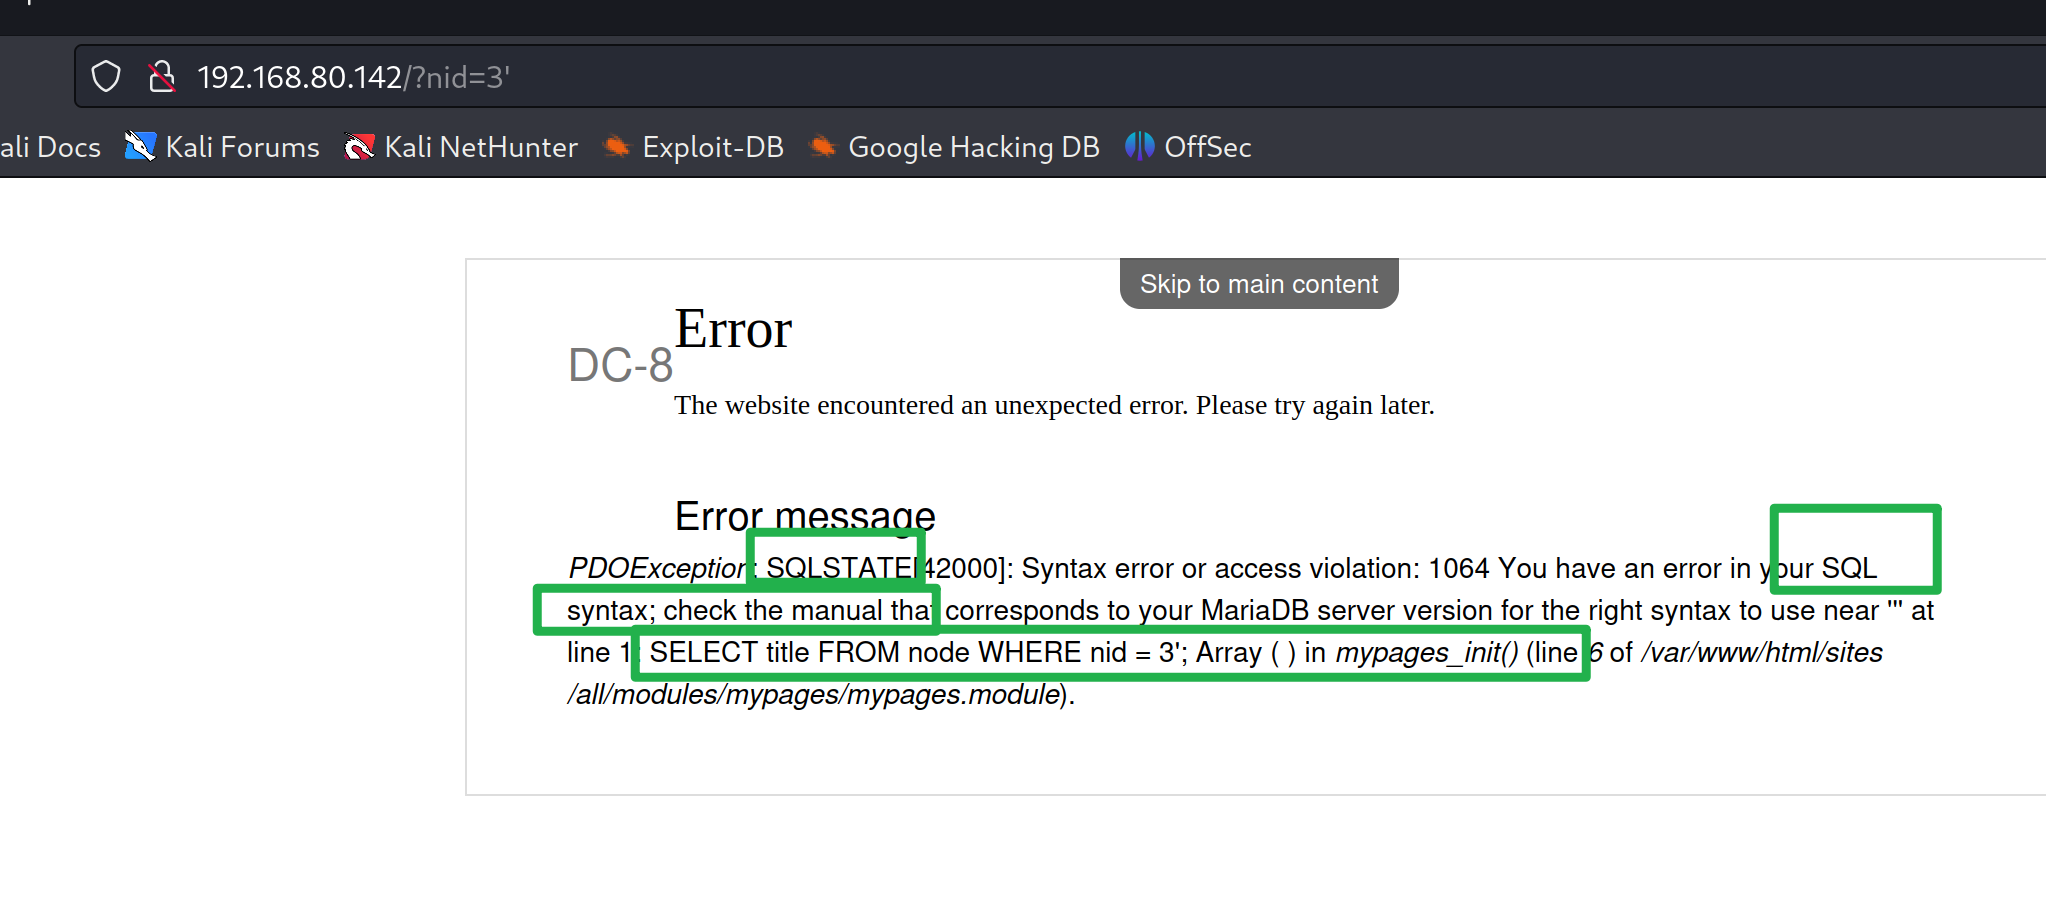 192.168.80.142/?nid=3'
ali Docs Kali Forums Kali NetHunter Exploit-DB Google Hacking DB OffSec
Skip to main content
Error
DC-8
The website encountered an unexpected error. Please try again later.
Error message
PDOException: SQLSTATE[42000]: Syntax error or access violation: 1064 You have an error in your SQL
syntax; check the manual that corresponds to your MariaDB server version for the right syntax to use near ''' at
line 1: SELECT title FROM node WHERE nid = 3'; Array ( ) in mypages_init() (line 6 of /var/www/html/sites
/all/modules/mypages/mypages.module).